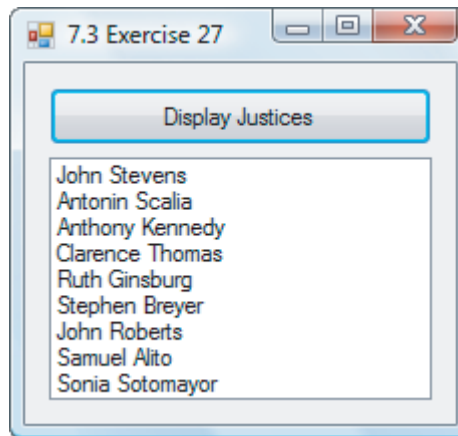 7.3 Exercise 27
Display Justices
John Stevens
Antonin Scalia
Anthony Kennedy
Clarence Thomas
Ruth Ginsburg
Stephen Breyer
John Roberts
Samuel Alito
Sonia Sotomayor